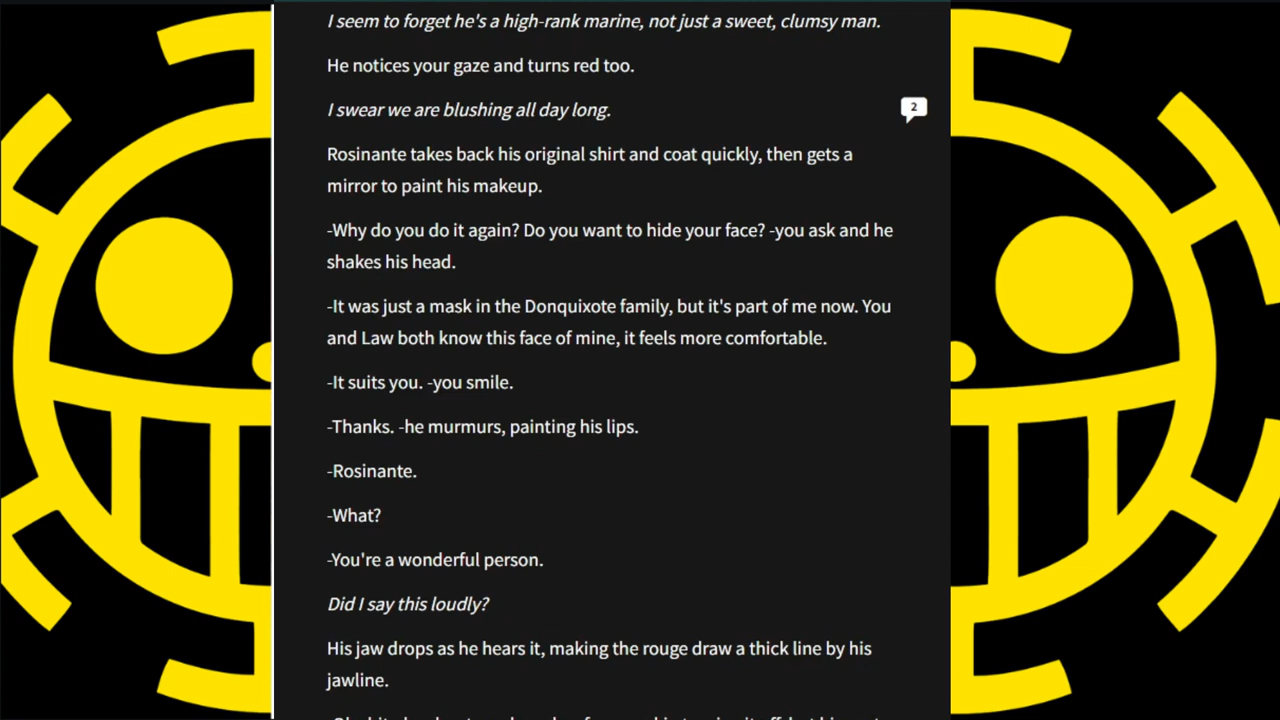 I seem to forget he's a high-rank marine, not just a sweet, clumsy man.
He notices your gaze and turns red too.
I swear we are blushing all day long.
2
Rosinante takes back his original shirt and coat quickly, then gets a
mirror to paint his makeup.
-Why do you do it again? Do you want to hide your face? -you ask and he
shakes his head.
-It was just a mask in the Donquixote family, but it's part of me now. You
and Law both know this face of mine, it feels more comfortable.
-It suits you. -you smile.
-Thanks. -he murmurs, painting his lips.
-Rosinante.
-What?
-You're a wonderful person.
Did I say this loudly?
His jaw drops as he hears it, making the rouge draw a thick line by his
jawline.